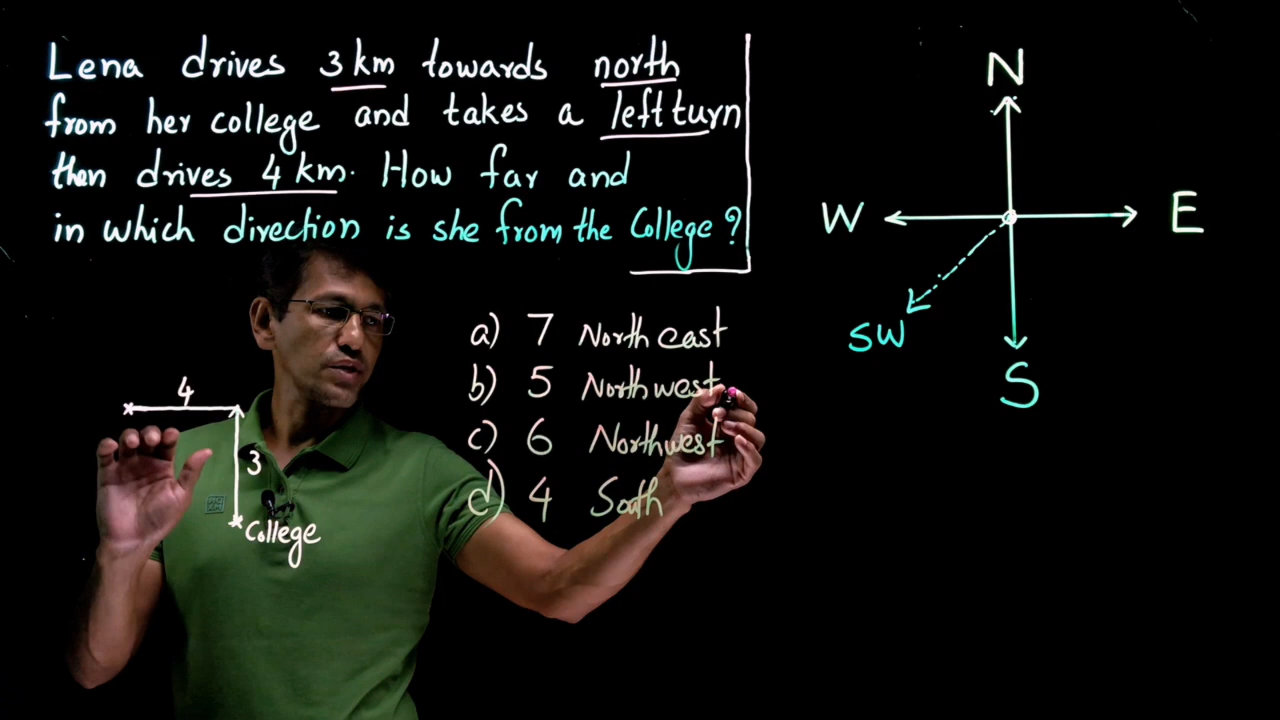 Lena drives 3 km towards north
from her college and takes a left turn
then drives 4 km. How far and
in which direction is she from the College?
N
W
E
SW
S
a) 7 North east
b) 5 Northwest
c) 6 Northwest
d) 4 South
4
3
College